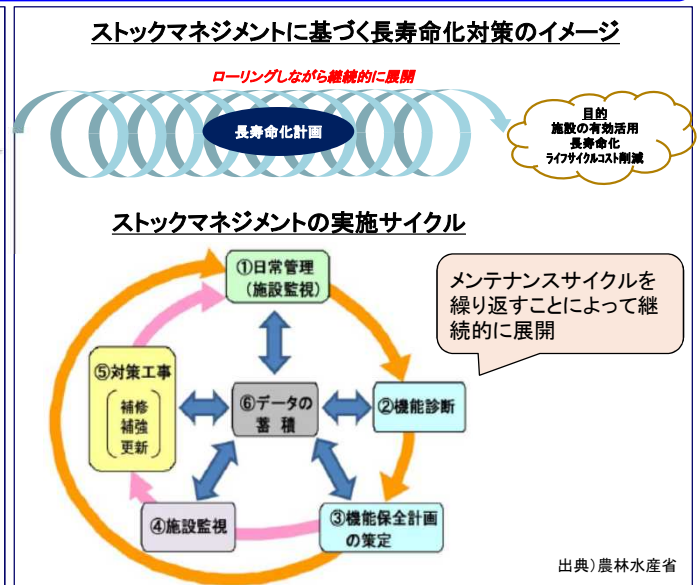 ストックマネジメントに基づく長寿命化対策のイメージ
ローリングしながら継続的に展開
長寿命化計画
目的
施設の有効活用
長寿命化
ライフサイクルコスト削減
ストックマネジメントの実施サイクル
①日常管理
（施設監視）
メンテナンスサイクルを
繰り返すことによって継
続的に展開
⑤対策工事
補修
補強
更新
⑥データの
蓄積
②機能診断
④施設監視
③機能保全計画
の策定
出典）農林水産省